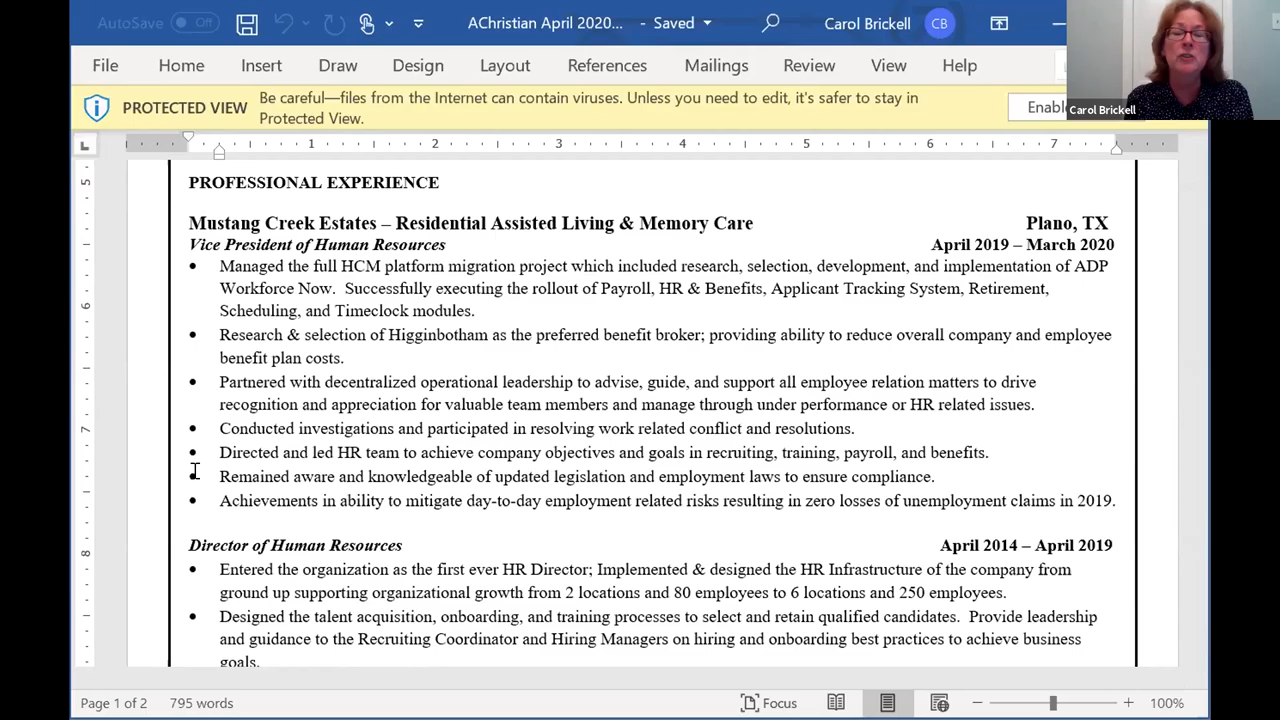 AutoSave Off AChristian April 2020... - Saved Carol Brickell CB
File Home Insert Draw Design Layout References Mailings Review View Help
PROTECTED VIEW Be careful—files from the Internet can contain viruses. Unless you need to edit, it's safer to stay in
Protected View.
Carol Brickell
1 2 3 4 5 6 7
PROFESSIONAL EXPERIENCE
Mustang Creek Estates – Residential Assisted Living & Memory Care Plano, TX
Vice President of Human Resources April 2019 – March 2020
• Managed the full HCM platform migration project which included research, selection, development, and implementation of ADP
Workforce Now. Successfully executing the rollout of Payroll, HR & Benefits, Applicant Tracking System, Retirement,
Scheduling, and Timeclock modules.
• Research & selection of Higginbotham as the preferred benefit broker; providing ability to reduce overall company and employee
benefit plan costs.
• Partnered with decentralized operational leadership to advise, guide, and support all employee relation matters to drive
recognition and appreciation for valuable team members and manage through under performance or HR related issues.
• Conducted investigations and participated in resolving work related conflict and resolutions.
• Directed and led HR team to achieve company objectives and goals in recruiting, training, payroll, and benefits.
• Remained aware and knowledgeable of updated legislation and employment laws to ensure compliance.
• Achievements in ability to mitigate day-to-day employment related risks resulting in zero losses of unemployment claims in 2019.
Director of Human Resources April 2014 – April 2019
• Entered the organization as the first ever HR Director; Implemented & designed the HR Infrastructure of the company from
ground up supporting organizational growth from 2 locations and 80 employees to 6 locations and 250 employees.
• Designed the talent acquisition, onboarding, and training processes to select and retain qualified candidates. Provide leadership
and guidance to the Recruiting Coordinator and Hiring Managers on hiring and onboarding best practices to achieve business
goals.
5
6
7
8
Page 1 of 2 795 words Focus 100%